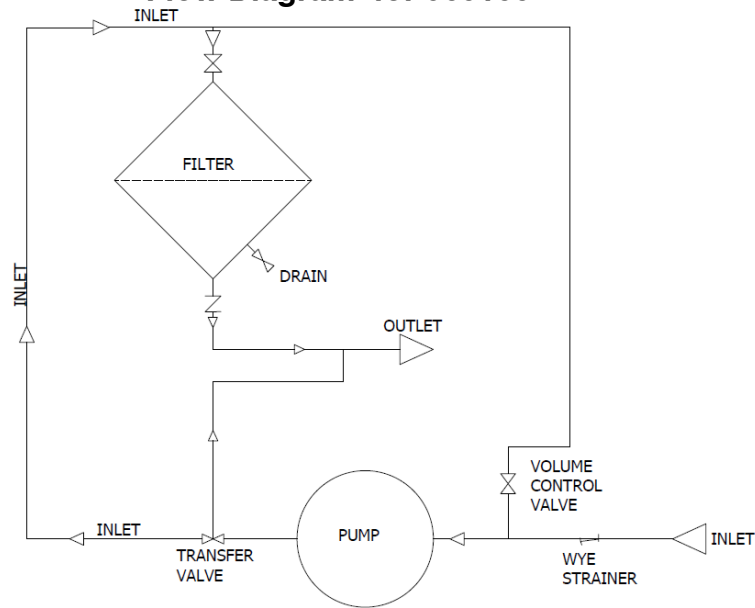 INLET
FILTER
DRAIN
INLET
OUTLET
VOLUME
CONTROL
VALVE
INLET
PUMP
INLET
TRANSFER
VALVE
WYE
STRAINER